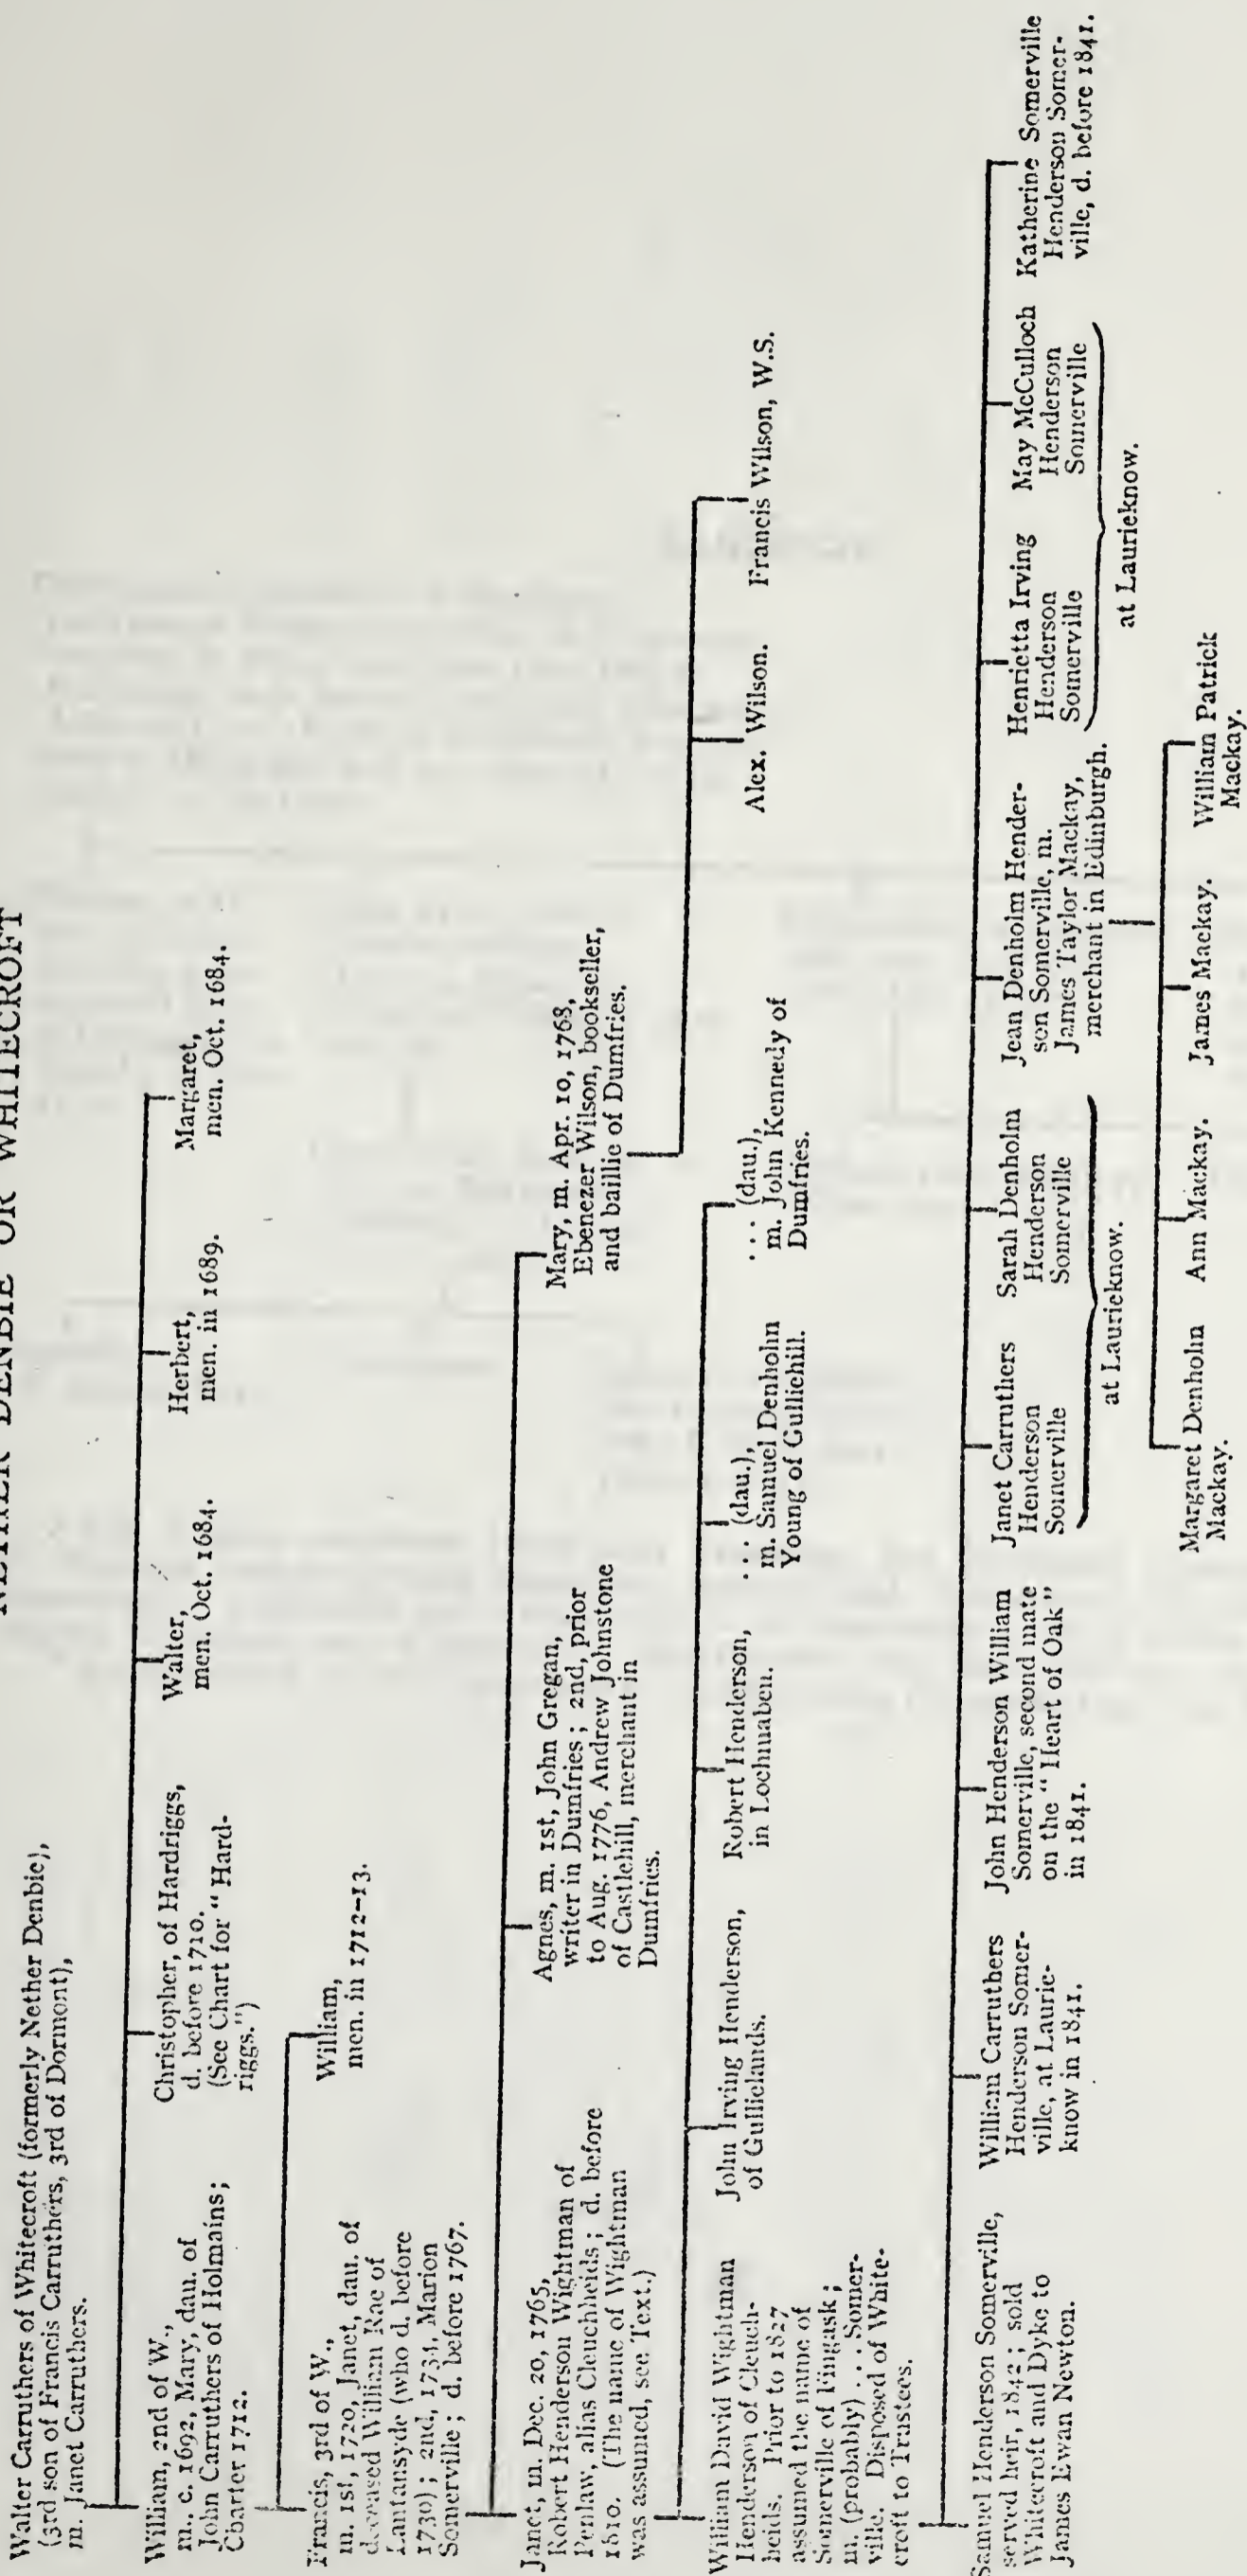 NETHER DENBIE OR WHITECROFT
Walter Carruthers of Whitecroft (formerly Nether Denbie),
(3rd son of Francis Carruthers, 3rd of Dormont),
m. Janet Carruthers.
William, 2nd of W.,
m. c. 1692, Mary, dau. of
John Carruthers of Holmains;
Charter 1712.
Christopher, of Hardriggs,
d. before 1710.
(See Chart for "Hard-
riggs.")
Walter,
men. Oct. 1684.
Herbert,
men. in 1689.
Margaret,
men. Oct. 1684.
Francis, 3rd of W.,
m. 1st, 1720, Janet, dau. of
deceased William Rae of
Lantansyde (who d. before
1730); 2nd, 1734, Marion
Somerville; d. before 1767.
William,
men. in 1712-13.
Janet, m. Dec. 20, 1765,
Robert Henderson Wightman of
Penlaw, alias Cleuchheids; d. before
1810. (The name of Wightman
was assumed, see Text.)
Agnes, m. 1st, John Gregan,
writer in Dumfries; 2nd, prior
to Aug. 1776, Andrew Johnstone
of Castlehill, merchant in
Dumfries.
Mary, m. Apr. 10, 1768,
Ebenezer Wilson, bookseller,
and baillie of Dumfries.
William David Wightman
Henderson of Cleuch-
heids. Prior to 1827
assumed the name of
Somerville of Fingask;
m. (probably) . . . Somer-
ville. Disposed of White-
croft to Trustees.
John Irving Henderson,
of Gullielands.
Robert Henderson,
in Lochmaben.
. . . (dau.),
m. Samuel Denholm
Young of Gulliehill.
. . . (dau.),
m. John Kennedy of
Dumfries.
Alex. Wilson.
Francis Wilson, W.S.
Samuel Henderson Somerville,
served heir, 1842; sold
Whitecroft and Dyke to
James Ewan Newton.
William Carruthers
Henderson Somer-
ville, at Laurie-
know in 1841.
John Henderson William
Somerville, second mate
on the "Heart of Oak"
in 1841.
Janet Carruthers
Henderson
Somerville
Sarah Denholm
Henderson
Somerville
at Laurieknow.
Jean Denholm Hender-
son Somerville, m.
James Taylor Mackay,
merchant in Edinburgh.
Henrietta Irving
Henderson
Somerville
May McCulloch
Henderson
Somerville
at Laurieknow.
Katherine Somerville
Henderson Somer-
ville, d. before 1841.
Margaret Denholm
Mackay.
Ann Mackay.
James Mackay.
William Patrick
Mackay.